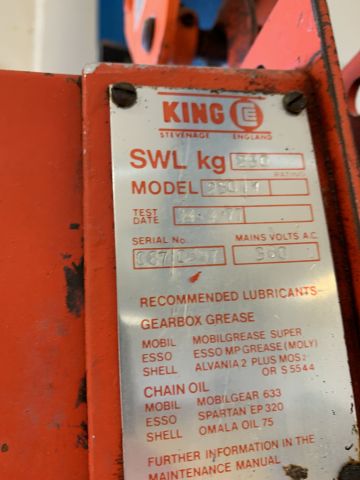 KING
STEVENAGE ENGLAND
SWL kg 250
RATING
MODEL
TEST DATE
SERIAL No MAINS VOLTS A.C.
RECOMMENDED LUBRICANTS-
GEARBOX GREASE
MOBIL MOBILGREASE SUPER
ESSO ESSO MP GREASE (MOLY)
SHELL ALVANIA 2 PLUS MOS2
OR S 5544
CHAIN OIL
MOBIL MOBILGEAR 633
ESSO SPARTAN EP 320
SHELL OMALA OIL 75
FURTHER INFORMATION IN THE
MAINTENANCE MANUAL